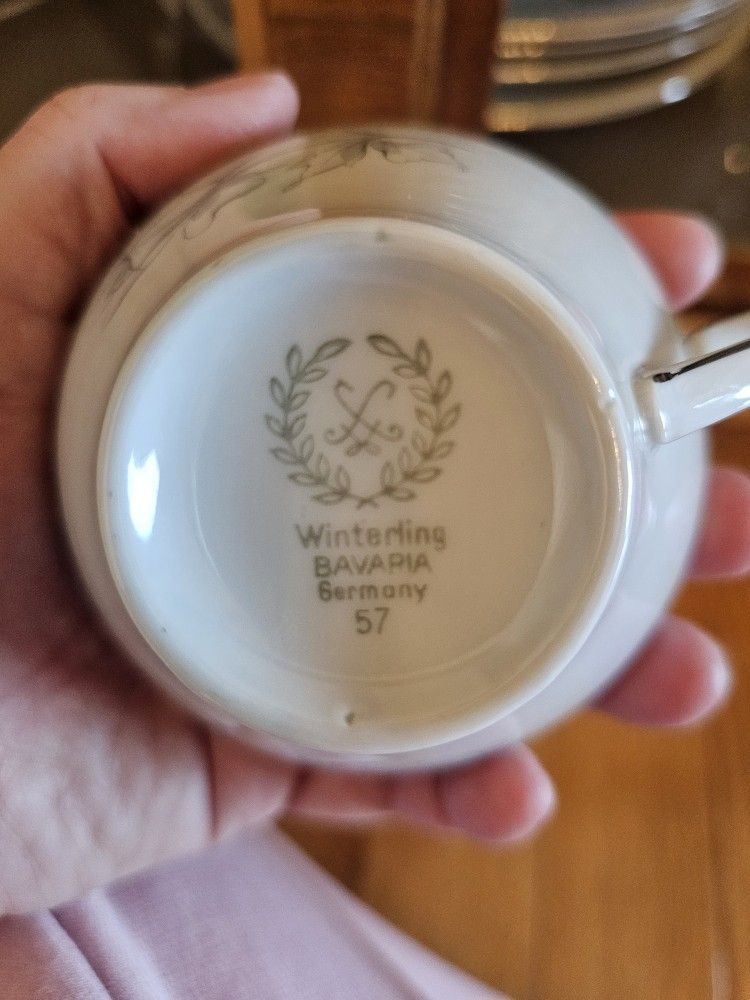 Winterling
BAVARIA
Germany
57